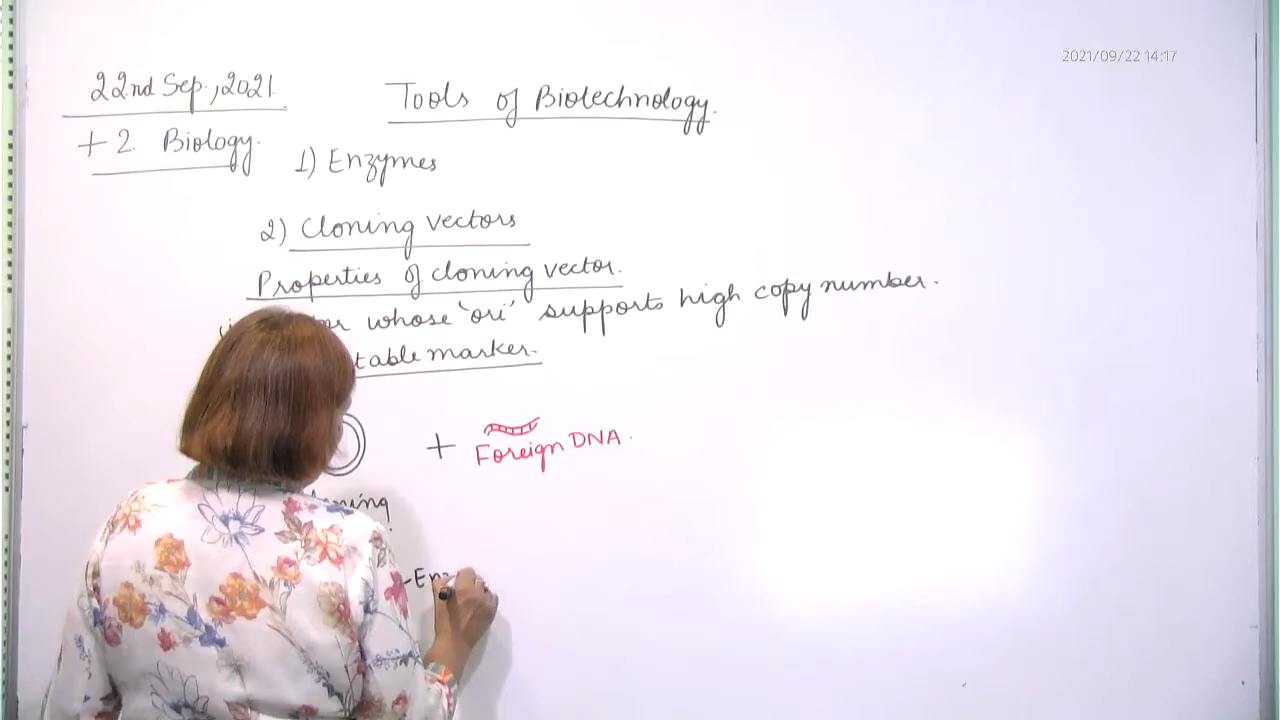 2021/09/22 14:17
22nd Sep., 2021.
Tools of Biotechnology.
+2 Biology.
1) Enzymes
2) Cloning vectors
Properties of cloning vector.
whose 'ori' supports high copy number.
table marker.
+ Foreign DNA.